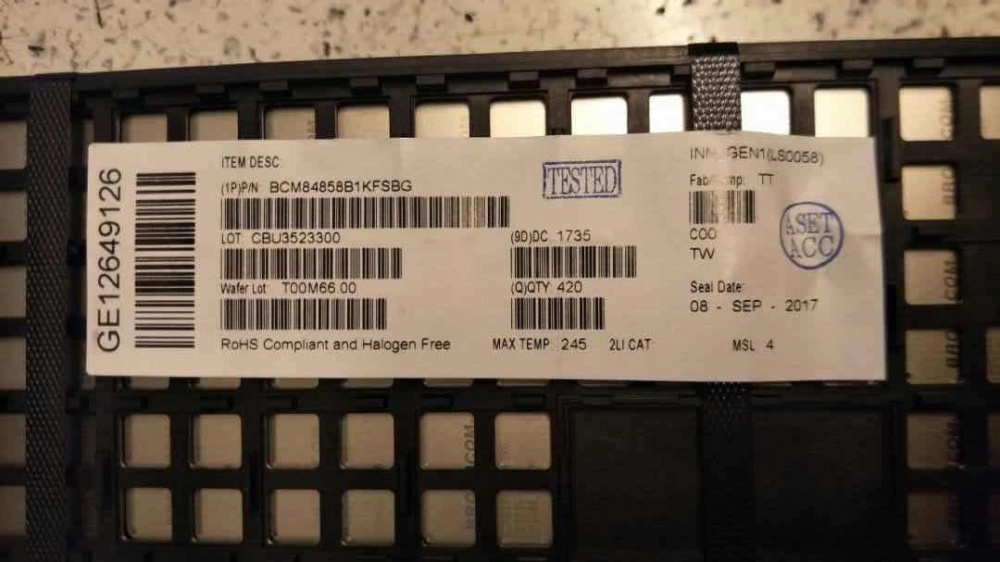 GE12649126
ITEM DESC:
(1P)P/N: BCM84858B1KFSBG
LOT: CBU3523300
Wafer Lot: T00M66.00
RoHS Compliant and Halogen Free
TESTED
(9D)DC: 1735
(Q)QTY: 420
MAX TEMP: 245 2LI CAT:
GEN1(LS0058)
TT
COO:
TW
Seal Date:
08 - SEP - 2017
MSL: 4
ASET
ACC